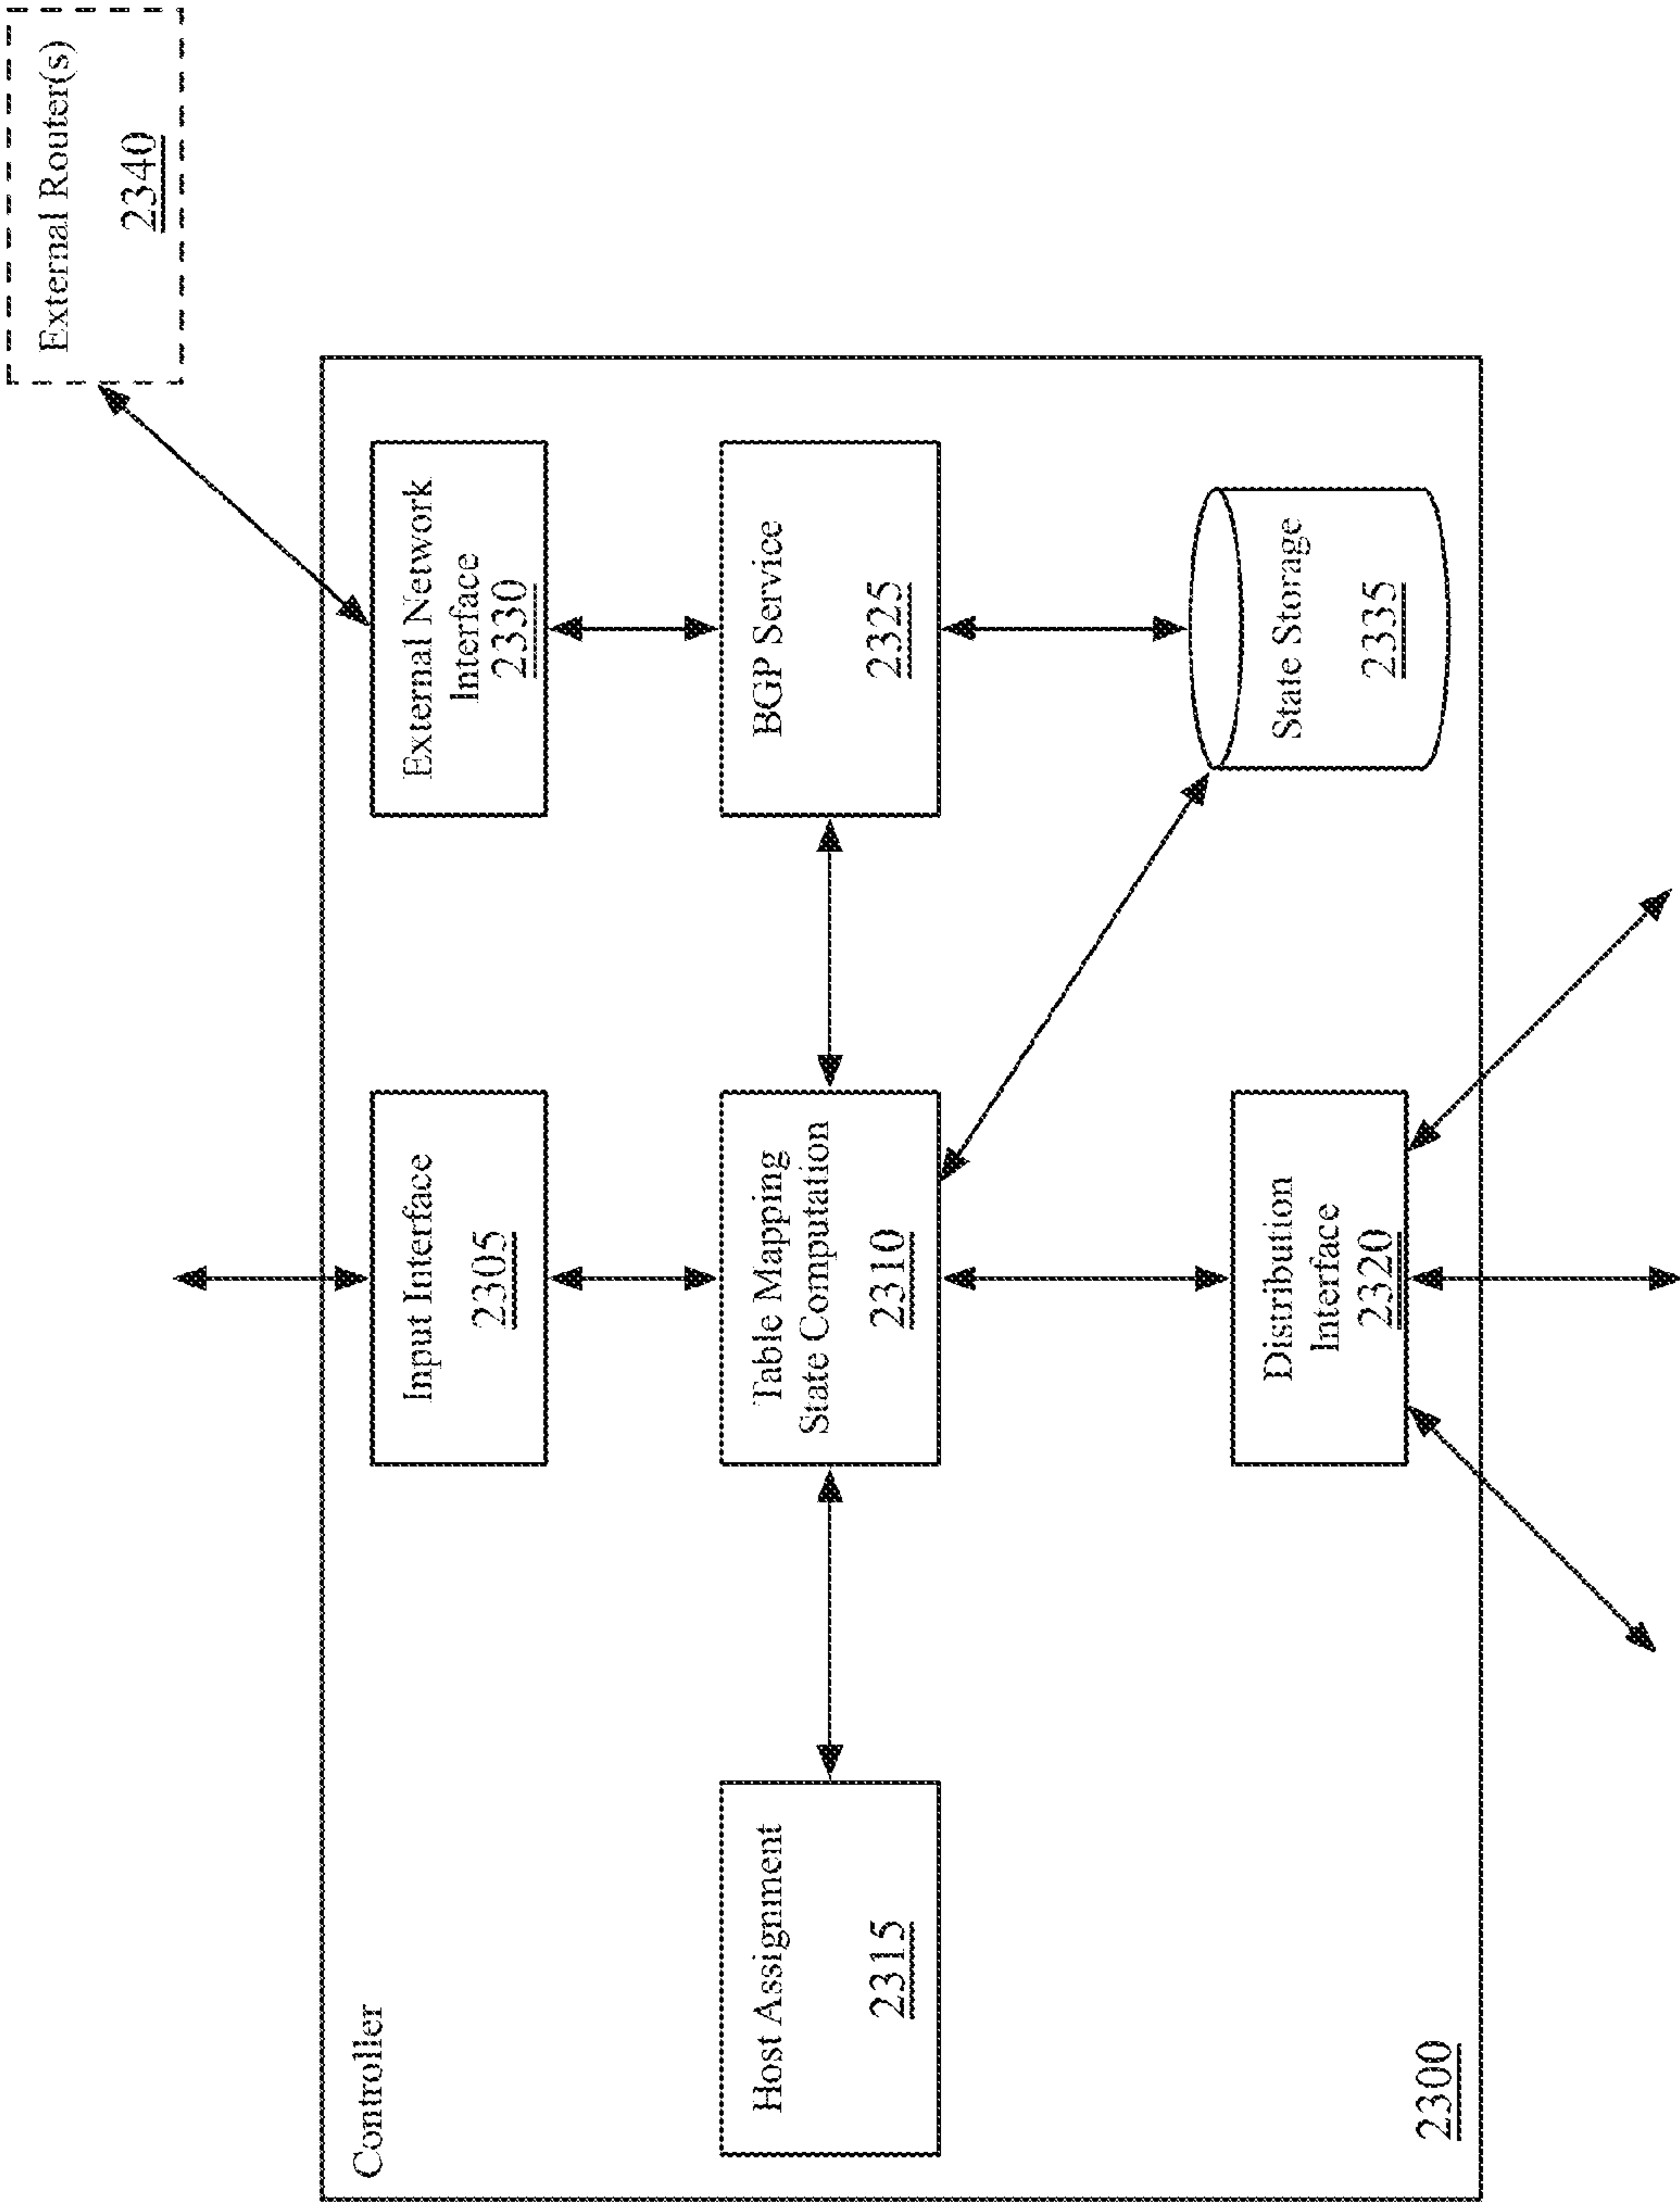 External Router(s)
2340
Controller
Input Interface
2305
External Network
Interface
2330
Host Assignment
2315
Table Mapping
State Computation
2310
BGP Service
2325
Distribution
Interface
2320
State Storage
2335
2300